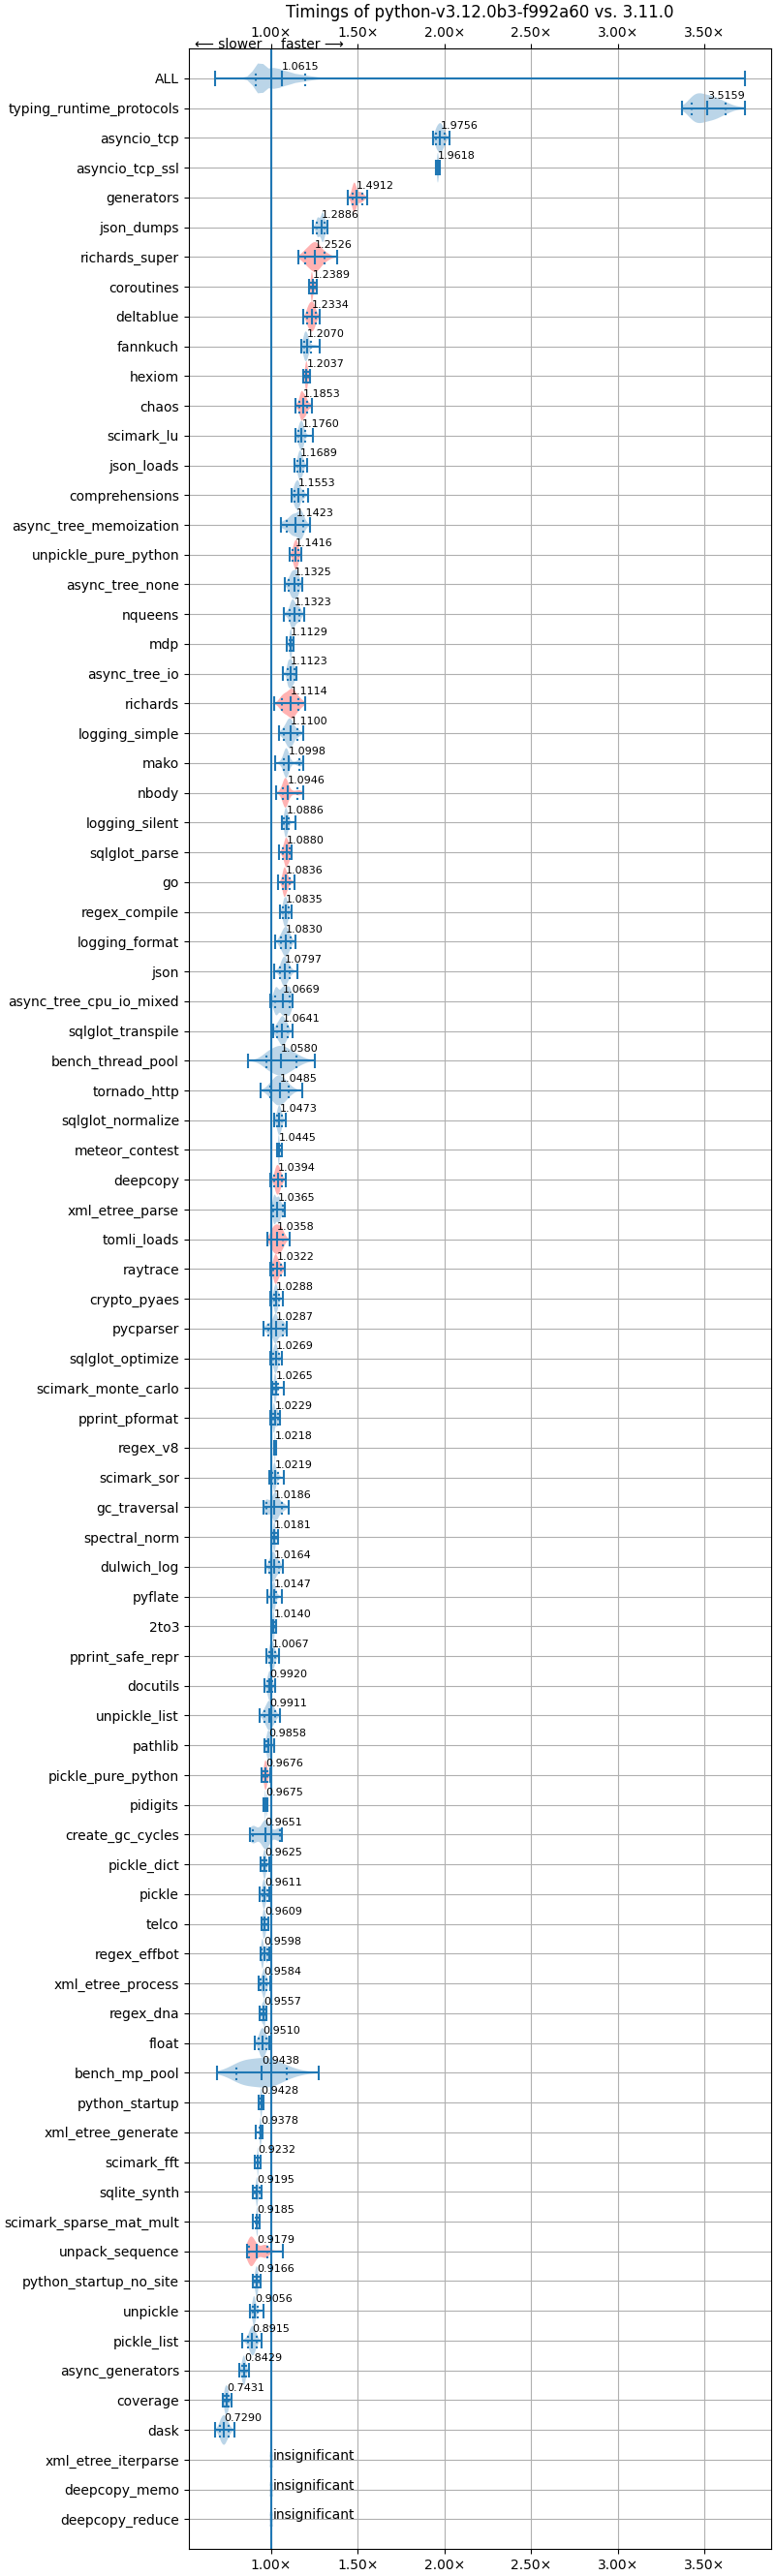 Timings of python-v3.12.0b3-f992a60 vs. 3.11.0
1.00× 1.50× 2.00× 2.50× 3.00× 3.50×
⟵ slower faster ⟶
ALL 1.0615
typing_runtime_protocols 3.5159
asyncio_tcp 1.9756
asyncio_tcp_ssl 1.9618
generators 1.4912
json_dumps 1.2886
richards_super 1.2526
coroutines 1.2389
deltablue 1.2334
fannkuch 1.2070
hexiom 1.2037
chaos 1.1853
scimark_lu 1.1760
json_loads 1.1689
comprehensions 1.1553
async_tree_memoization 1.1423
unpickle_pure_python 1.1416
async_tree_none 1.1325
nqueens 1.1323
mdp 1.1129
async_tree_io 1.1123
richards 1.1114
logging_simple 1.1100
mako 1.0998
nbody 1.0946
logging_silent 1.0886
sqlglot_parse 1.0880
go 1.0836
regex_compile 1.0835
logging_format 1.0830
json 1.0797
async_tree_cpu_io_mixed 1.0669
sqlglot_transpile 1.0641
bench_thread_pool 1.0580
tornado_http 1.0485
sqlglot_normalize 1.0473
meteor_contest 1.0445
deepcopy 1.0394
xml_etree_parse 1.0365
tomli_loads 1.0358
raytrace 1.0322
crypto_pyaes 1.0288
pycparser 1.0287
sqlglot_optimize 1.0269
scimark_monte_carlo 1.0265
pprint_pformat 1.0229
regex_v8 1.0218
scimark_sor 1.0219
gc_traversal 1.0186
spectral_norm 1.0181
dulwich_log 1.0164
pyflate 1.0147
2to3 1.0140
pprint_safe_repr 1.0067
docutils 0.9920
unpickle_list 0.9911
pathlib 0.9858
pickle_pure_python 0.9676
pidigits 0.9675
create_gc_cycles 0.9651
pickle_dict 0.9625
pickle 0.9611
telco 0.9609
regex_effbot 0.9598
xml_etree_process 0.9584
regex_dna 0.9557
float 0.9510
bench_mp_pool 0.9438
python_startup 0.9428
xml_etree_generate 0.9378
scimark_fft 0.9232
sqlite_synth 0.9195
scimark_sparse_mat_mult 0.9185
unpack_sequence 0.9179
python_startup_no_site 0.9166
unpickle 0.9056
pickle_list 0.8915
async_generators 0.8429
coverage 0.7431
dask 0.7290
xml_etree_iterparse insignificant
deepcopy_memo insignificant
deepcopy_reduce insignificant
1.00× 1.50× 2.00× 2.50× 3.00× 3.50×